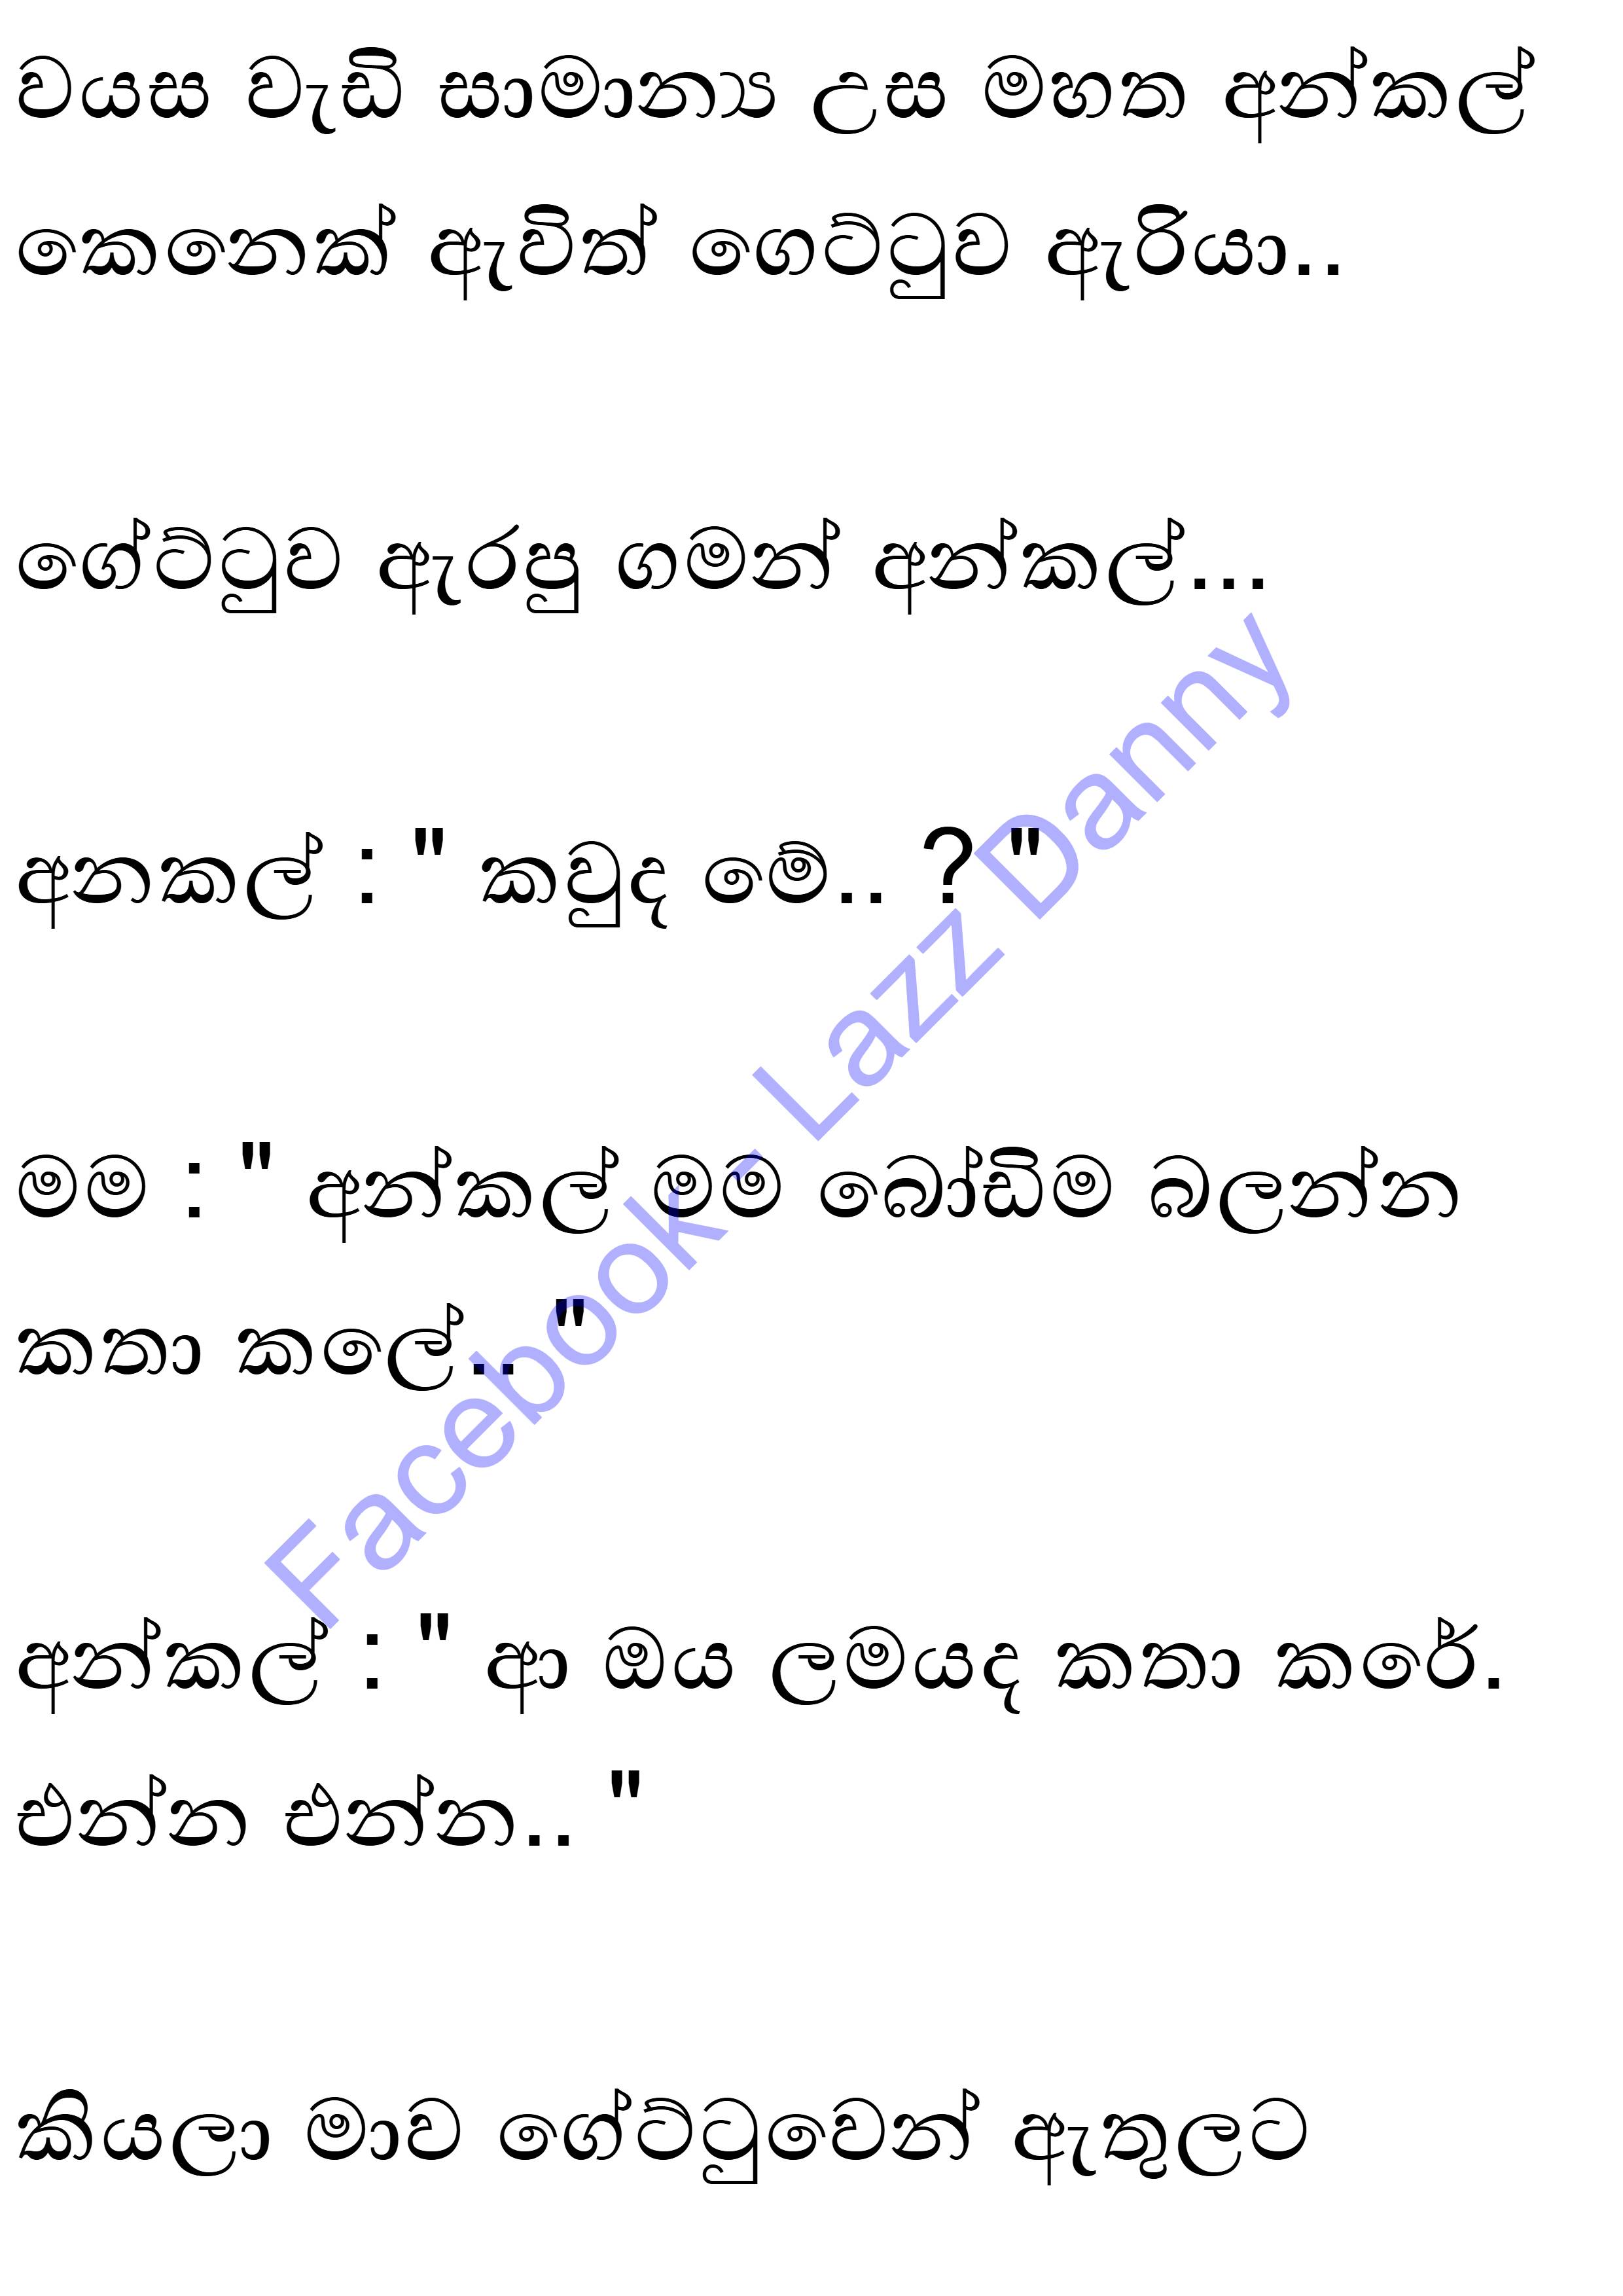 වයස වැඩි සාමාන්‍ය උස මහත අන්කල්
කෙනෙක් ඇවිත් ගෙට්ටුව ඇරියා..
ගේට්ටුව ඇරපු ගමන් අන්කල්...
අනකල් : " කවුද මේ.. ? "
මම : " අන්කල් මම බෝඩිම බලන්න
කතා කලේ.. "
අන්කල් : " ආ ඔය ලමයද කතා කරේ.
එන්න එන්න.. "
කියලා මාව ගේට්ටුවෙන් ඇතුලට
Facebook - Lazz Danny